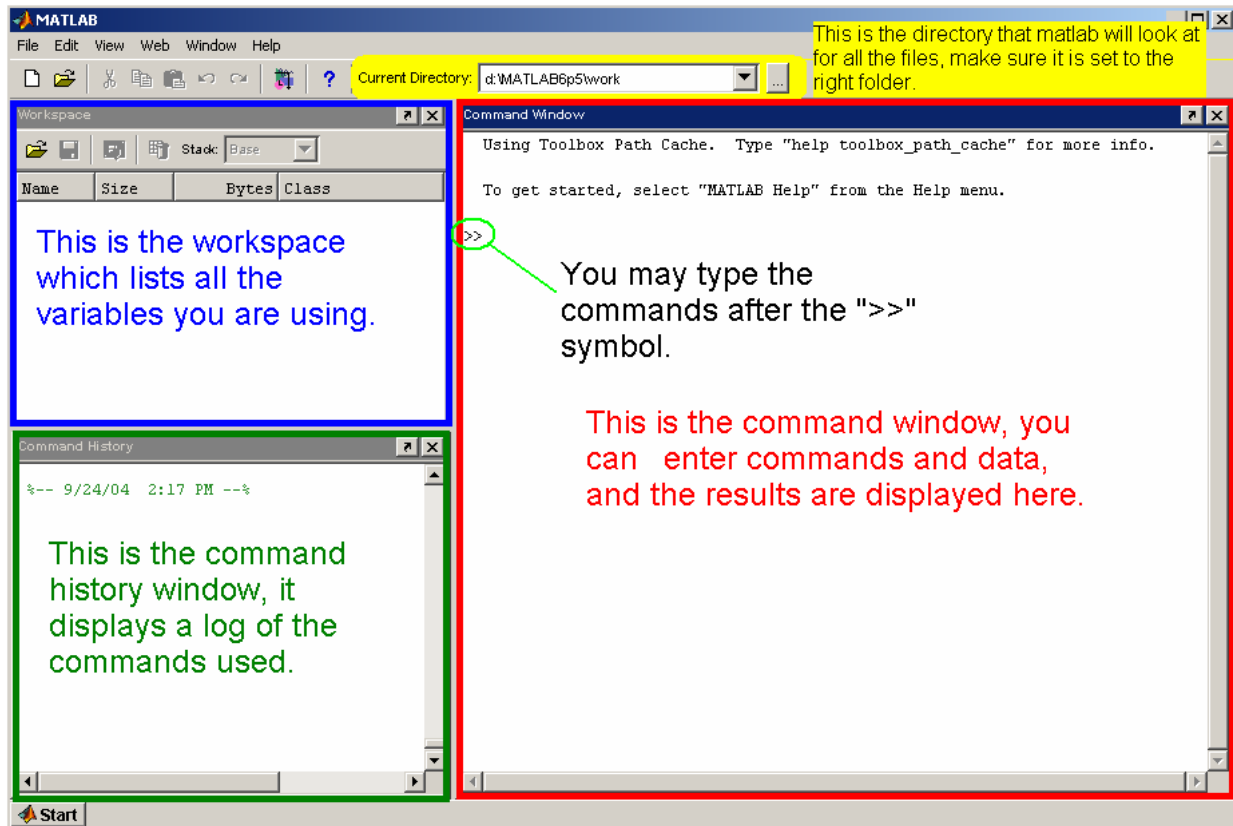 MATLAB
File Edit View Web Window Help
This is the directory that matlab will look at
for all the files, make sure it is set to the
right folder.
? Current Directory: d:\MATLAB6p5\work ...
Workspace
Stack: Base
Name Size Bytes Class
This is the workspace
which lists all the
variables you are using.
Command History
%-- 9/24/04 2:17 PM --%
This is the command
history window, it
displays a log of the
commands used.
Command Window
Using Toolbox Path Cache. Type "help toolbox_path_cache" for more info.
To get started, select "MATLAB Help" from the Help menu.
>>
You may type the
commands after the ">>"
symbol.
This is the command window, you
can enter commands and data,
and the results are displayed here.
Start